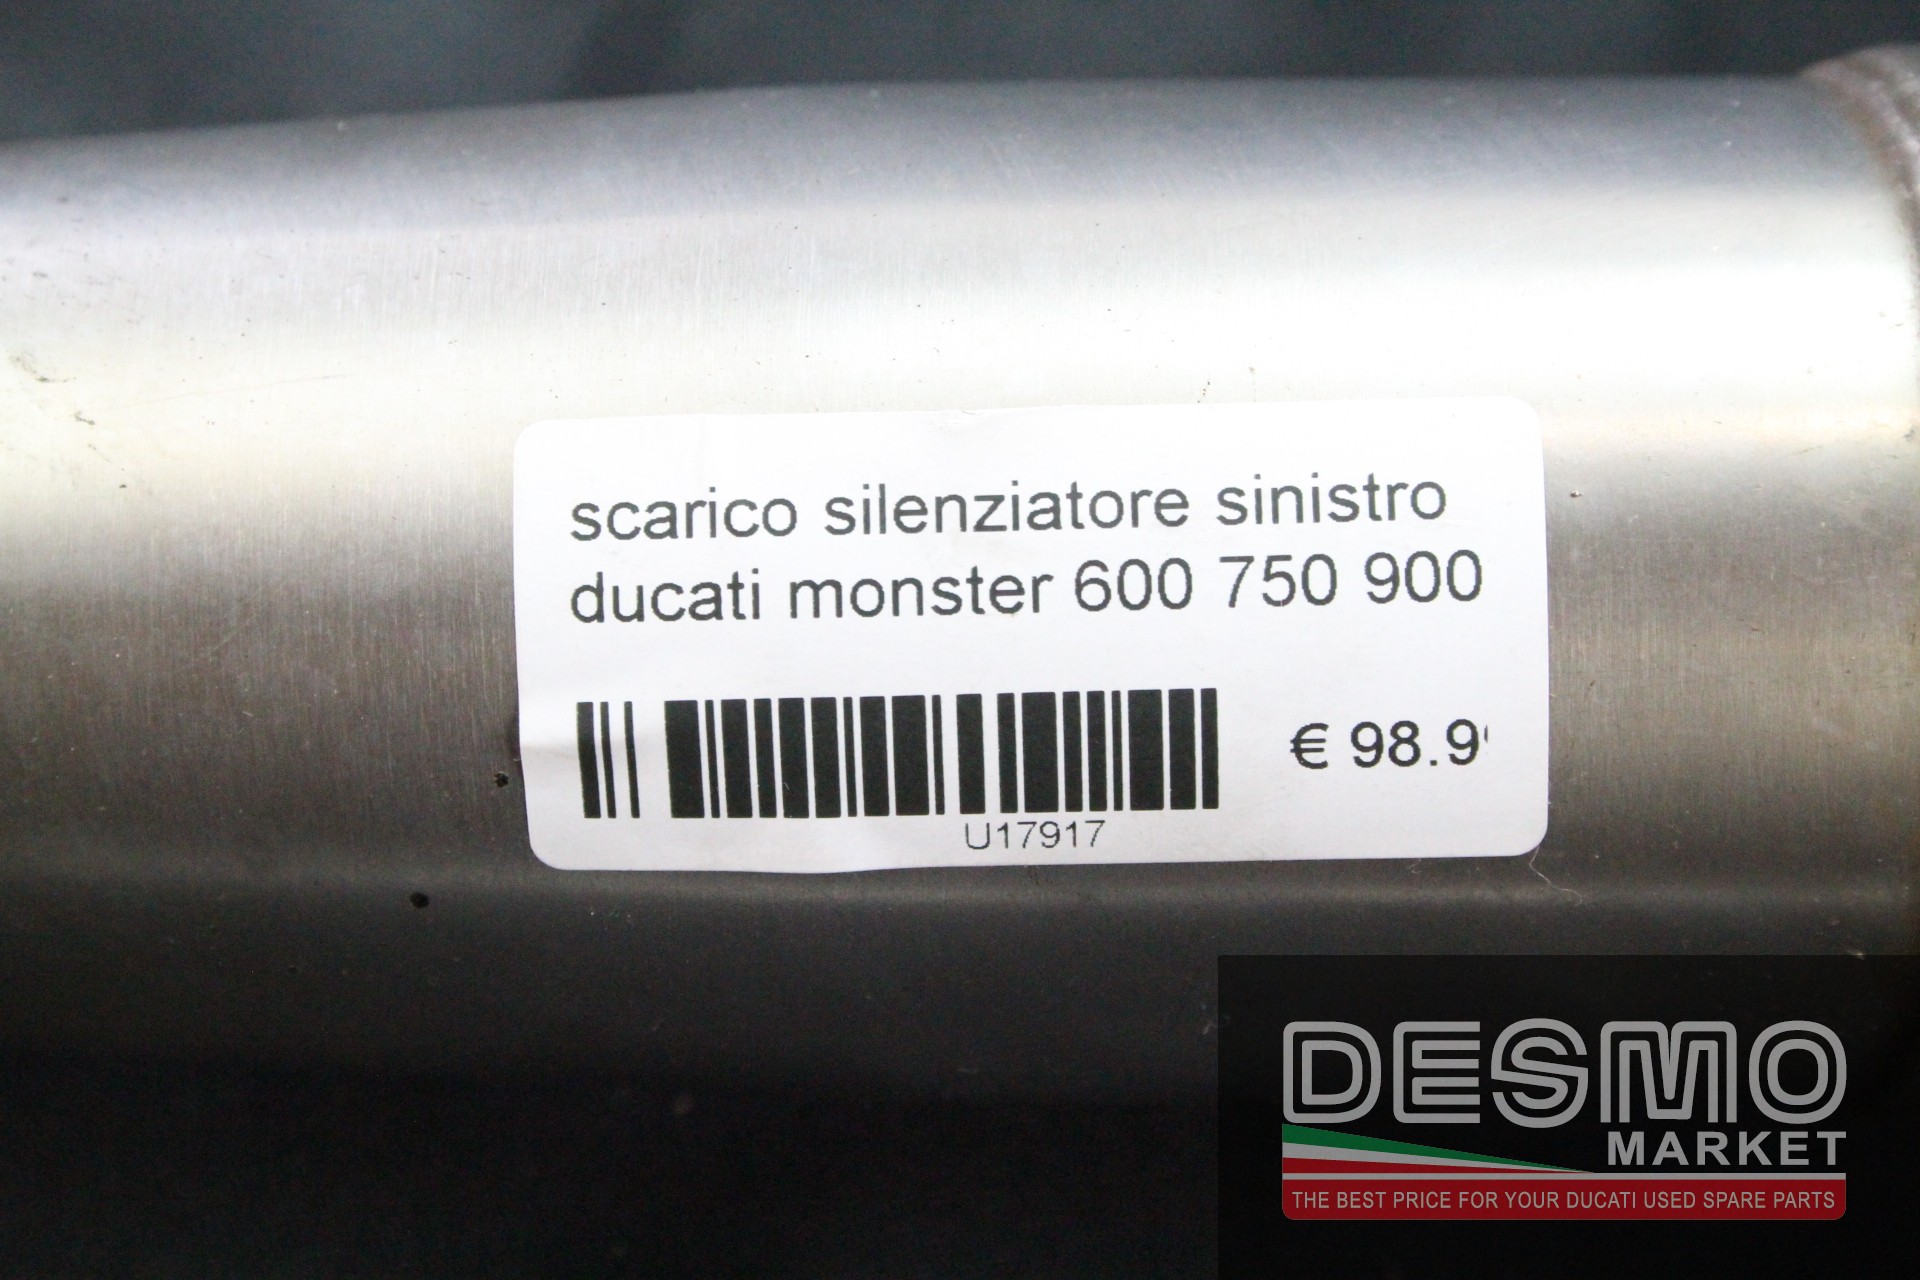 scarico silenziatore sinistro
ducati monster 600 750 900
€ 98.9
U17917
DESMO
MARKET
THE BEST PRICE FOR YOUR DUCATI USED SPARE PARTS